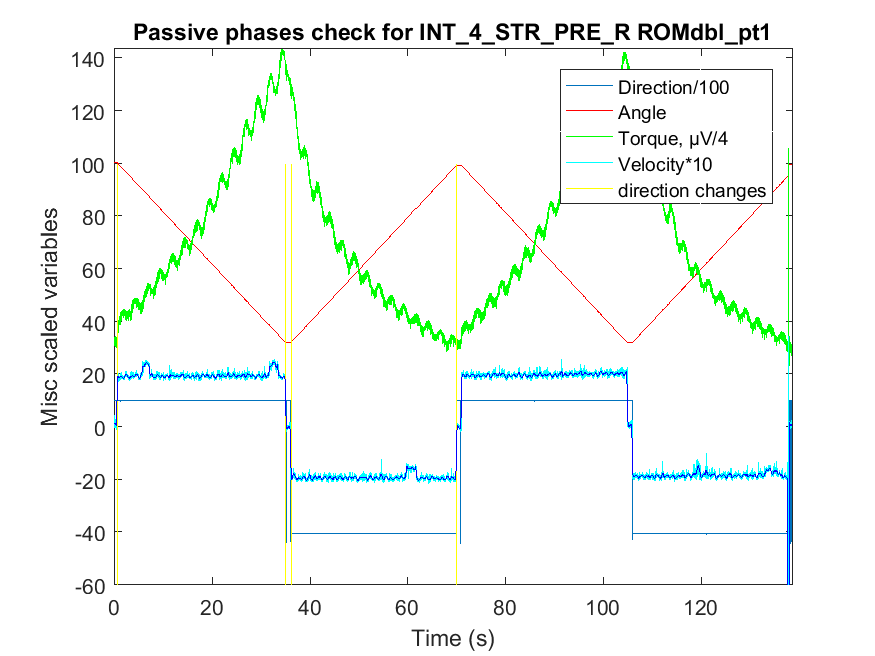 Passive phases check for INT_4_STR_PRE_R ROMdbl_pt1
140
120
100
80
60
40
20
0
-20
-40
-60
Misc scaled variables
Direction/100
Angle
Torque, µV/4
Velocity*10
direction changes
0 20 40 60 80 100 120
Time (s)